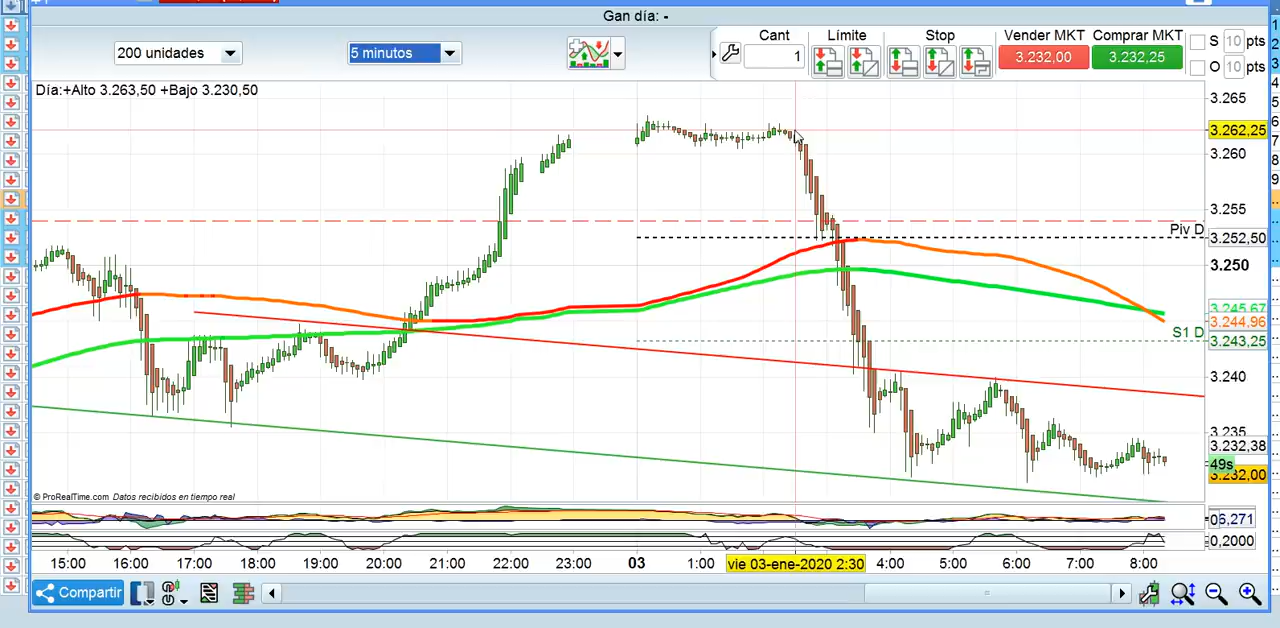 Gan día: -
200 unidades
5 minutos
Cant
1
Límite
Stop
Vender MKT
3.232,00
Comprar MKT
3.232,25
S 10 pts
O 10 pts
Día:+Alto 3.263,50 +Bajo 3.230,50
3.265
3.262,25
3.260
3.255
Piv D
3.252,50
3.250
3.245,67
3.244,96
S1 D
3.243,25
3.240
3.235
3.232,38
49s
3.232,00
© ProRealTime.com Datos recibidos en tiempo real
06,271
0,2000
15:00 16:00 17:00 18:00 19:00 20:00 21:00 22:00 23:00 03 1:00 vie 03-ene-2020 2:30 4:00 5:00 6:00 7:00 8:00
Compartir